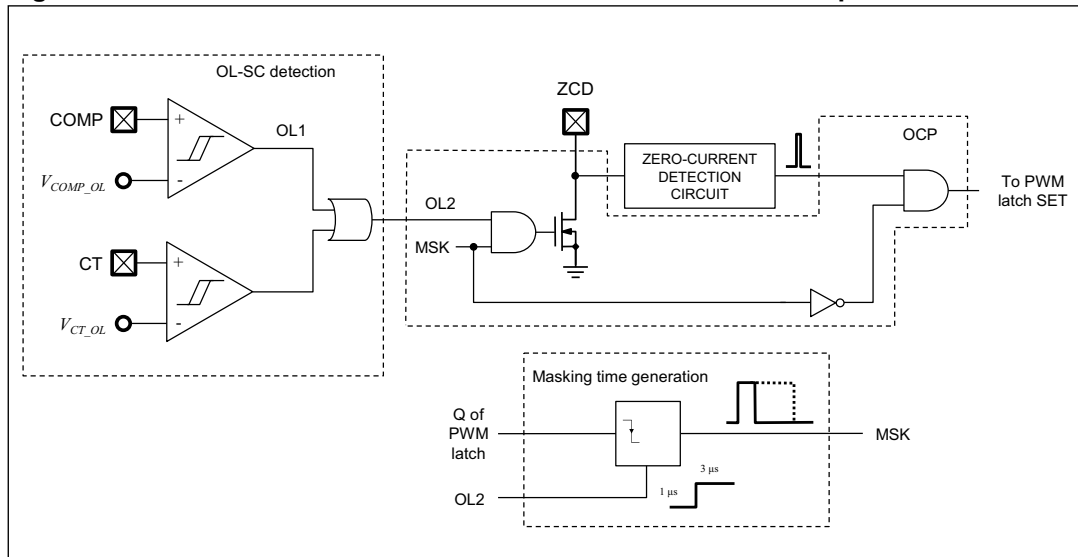 OL-SC detection
COMP
+
V_COMP_OL
-
OL1
CT
+
V_CT_OL
-
OL2
MSK
ZCD
ZERO-CURRENT
DETECTION
CIRCUIT
OCP
To PWM
latch SET
Masking time generation
Q of
PWM
latch
OL2
1 µs
3 µs
MSK